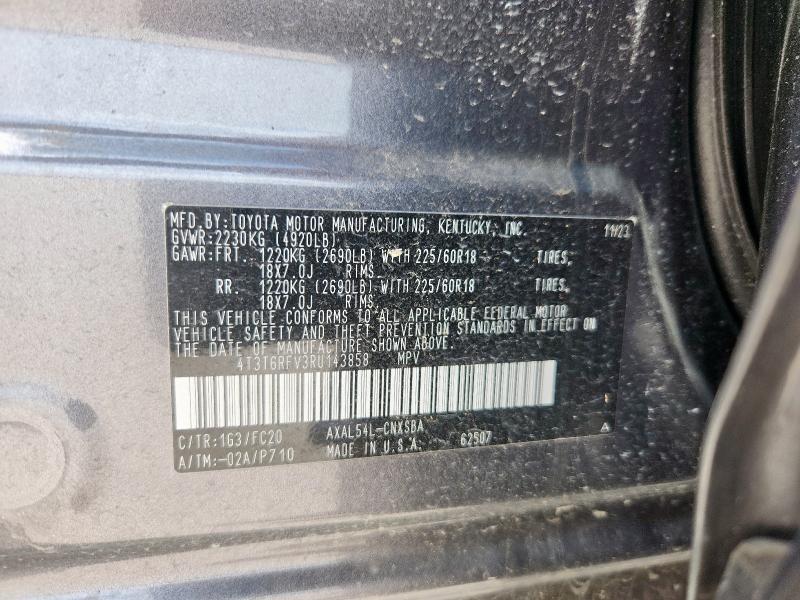 MFD.BY:TOYOTA MOTOR MANUFACTURING, KENTUCKY, INC. 11/23
GVWR:2230KG (4920LB)
GAWR:FRT. 1220KG (2690LB) WITH 225/60R18 TIRES,
18X7.0J RIMS,
RR. 1220KG (2690LB) WITH 225/60R18 TIRES,
18X7.0J RIMS,
THIS VEHICLE CONFORMS TO ALL APPLICABLE FEDERAL MOTOR
VEHICLE SAFETY AND THEFT PREVENTION STANDARDS IN EFFECT ON
THE DATE OF MANUFACTURE SHOWN ABOVE.
4T3T6RFV3RU143858 MPV
C/TR:1G3/FC20 AXAL54L-CNXSBA
A/TM:-02A/P710 MADE IN U.S.A. 62507